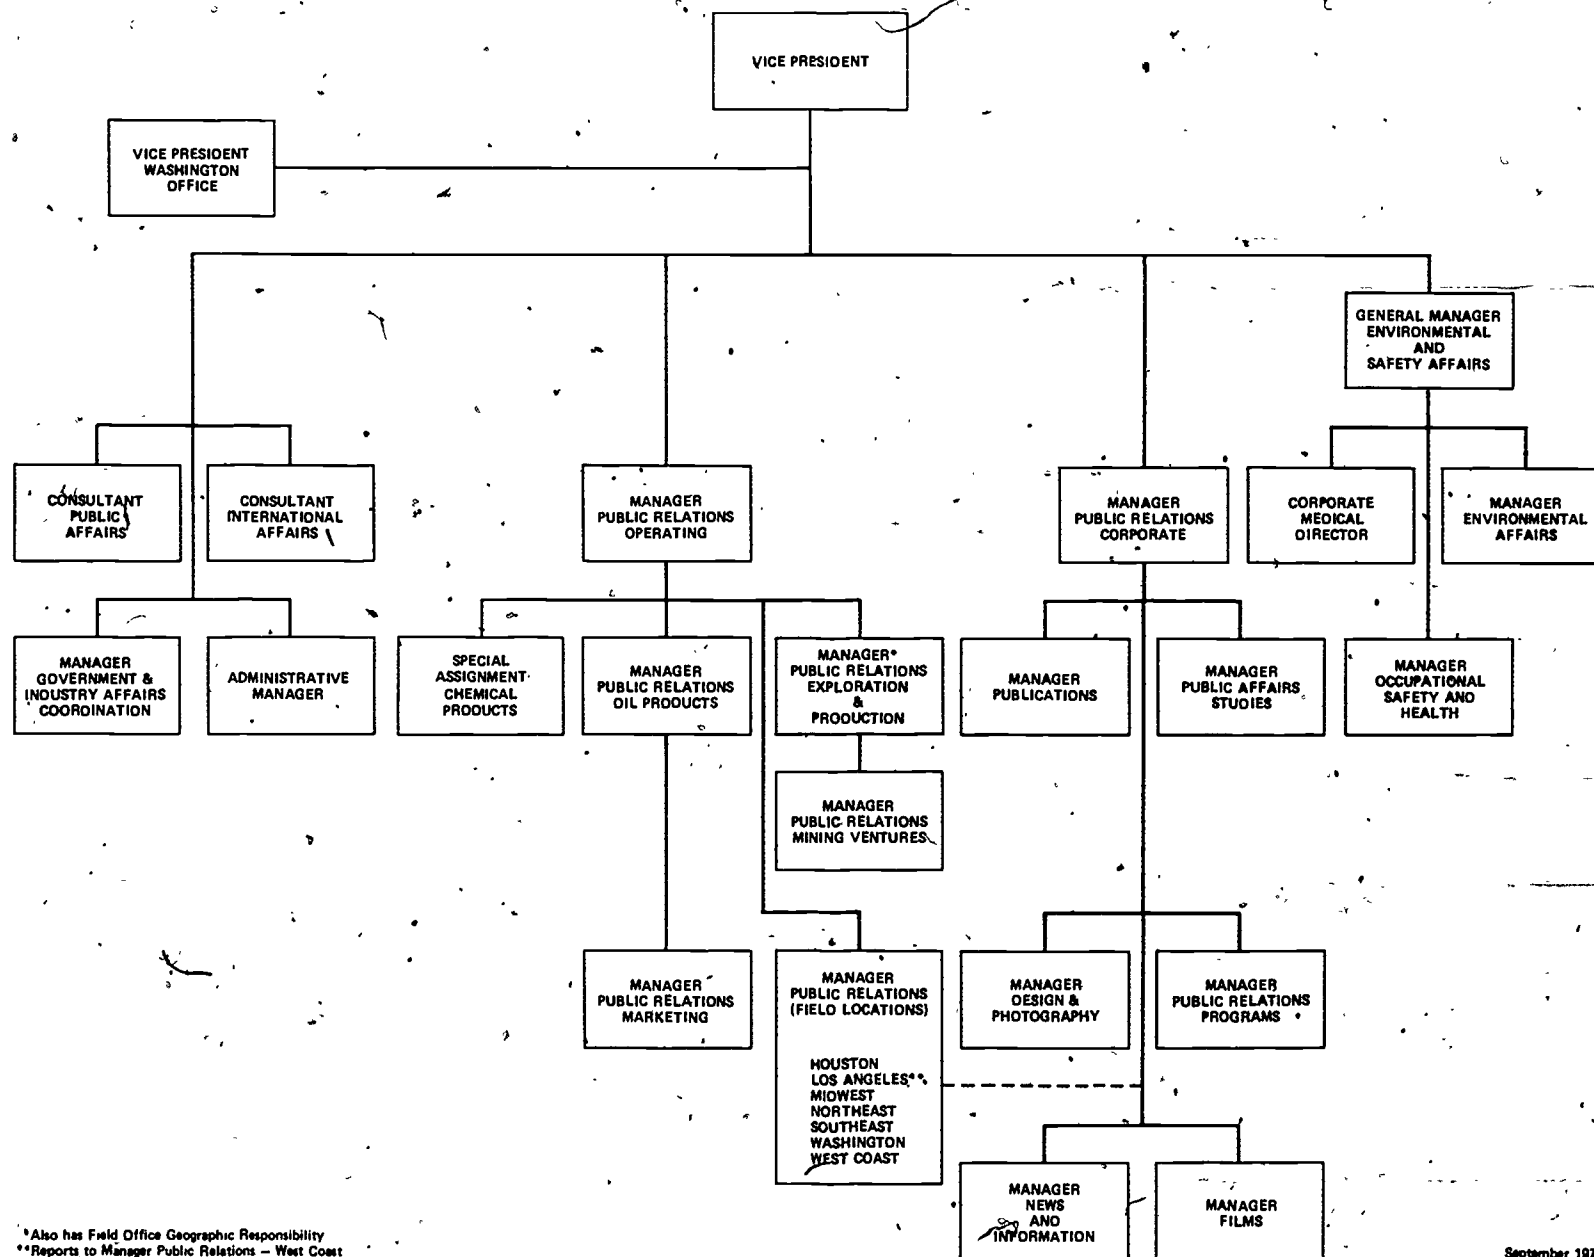 VICE PRESIDENT
VICE PRESIDENT
WASHINGTON
OFFICE
GENERAL MANAGER
ENVIRONMENTAL
AND
SAFETY AFFAIRS
CONSULTANT
PUBLIC
AFFAIRS
CONSULTANT
INTERNATIONAL
AFFAIRS
MANAGER
PUBLIC RELATIONS
OPERATING
MANAGER
PUBLIC RELATIONS
CORPORATE
CORPORATE
MEDICAL
DIRECTOR
MANAGER
ENVIRONMENTAL
AFFAIRS
MANAGER
GOVERNMENT &
INDUSTRY AFFAIRS
COORDINATION
ADMINISTRATIVE
MANAGER
SPECIAL
ASSIGNMENT
CHEMICAL
PRODUCTS
MANAGER
PUBLIC RELATIONS
OIL PRODUCTS
MANAGER*
PUBLIC RELATIONS
EXPLORATION
&
PRODUCTION
MANAGER
PUBLICATIONS
MANAGER
PUBLIC AFFAIRS
STUDIES
MANAGER
OCCUPATIONAL
SAFETY AND
HEALTH
MANAGER
PUBLIC RELATIONS
MINING VENTURES
MANAGER
PUBLIC RELATIONS
MARKETING
MANAGER
PUBLIC RELATIONS
(FIELD LOCATIONS)
HOUSTON
LOS ANGELES**
MIDWEST
NORTHEAST
SOUTHEAST
WASHINGTON
WEST COAST
MANAGER
DESIGN &
PHOTOGRAPHY
MANAGER
PUBLIC RELATIONS
PROGRAMS
MANAGER
NEWS
AND
INFORMATION
MANAGER
FILMS
*Also has Field Office Geographic Responsibility
**Reports to Manager Public Relations – West Coast
September